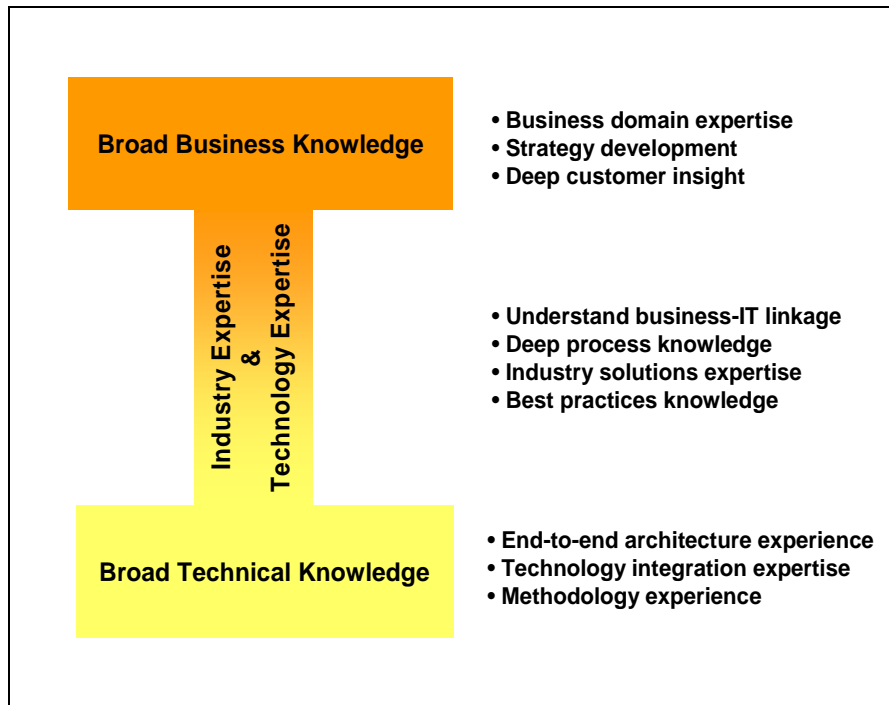 Broad Business Knowledge
• Business domain expertise
• Strategy development
• Deep customer insight
Industry Expertise
&
Technology Expertise
• Understand business-IT linkage
• Deep process knowledge
• Industry solutions expertise
• Best practices knowledge
Broad Technical Knowledge
• End-to-end architecture experience
• Technology integration expertise
• Methodology experience